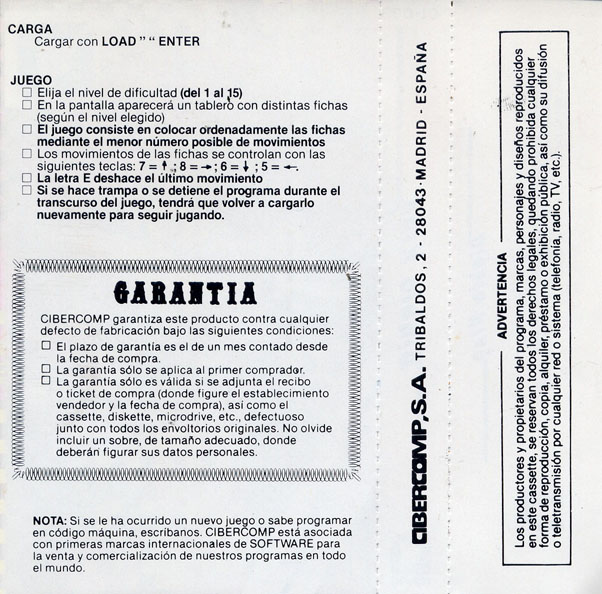 CARGA
Cargar con LOAD " " ENTER
JUEGO
□ Elija el nivel de dificultad (del 1 al 15)
□ En la pantalla aparecerá un tablero con distintas fichas
(según el nivel elegido)
□ El juego consiste en colocar ordenadamente las fichas
mediante el menor número posible de movimientos
□ Los movimientos de las fichas se controlan con las
siguientes teclas: 7 = ↑ ; 8 = → ; 6 = ↓ ; 5 = ←.
□ La letra E deshace el último movimiento
□ Si se hace trampa o se detiene el programa durante el
transcurso del juego, tendrá que volver a cargarlo
nuevamente para seguir jugando.
GARANTIA
CIBERCOMP garantiza este producto contra cualquier
defecto de fabricación bajo las siguientes condiciones:
□ El plazo de garantía es el de un mes contado desde
la fecha de compra.
□ La garantía sólo se aplica al primer comprador.
□ La garantía sólo es válida si se adjunta el recibo
o ticket de compra (donde figure el establecimiento
vendedor y la fecha de compra), así como el
cassette, diskette, microdrive, etc., defectuoso
junto con todos los envoltorios originales. No olvide
incluir un sobre, de tamaño adecuado, donde
deberán figurar sus datos personales.
NOTA: Si se le ha ocurrido un nuevo juego o sabe programar
en código máquina, escríbanos. CIBERCOMP está asociada
con primeras marcas internacionales de SOFTWARE para
la venta y comercialización de nuestros programas en todo
el mundo.
CIBERCOMP, S.A. TRIBALDOS, 2 - 28043 - MADRID - ESPAÑA
ADVERTENCIA
Los productores y propietarios del programa, marcas, personajes y diseños reproducidos
en este cassette, se reservan todos los derechos legales, quedando prohibida cualquier
forma de reproducción, copia, alquiler, préstamo o exhibición pública, así como su difusión
o teletransmisión por cualquier red o sistema (telefonía, radio, TV, etc.).